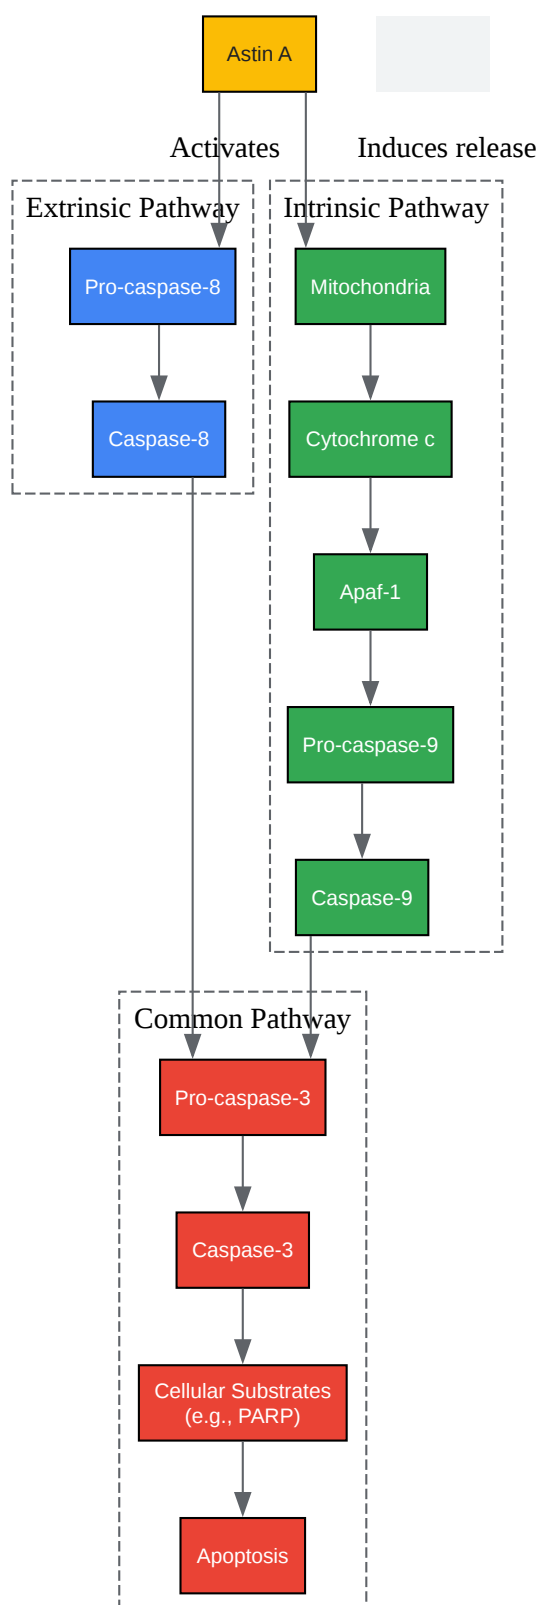 Astin A
Activates
Induces release
Extrinsic Pathway
Intrinsic Pathway
Pro-caspase-8
Mitochondria
Caspase-8
Cytochrome c
Apaf-1
Pro-caspase-9
Caspase-9
Common Pathway
Pro-caspase-3
Caspase-3
Cellular Substrates
(e.g., PARP)
Apoptosis